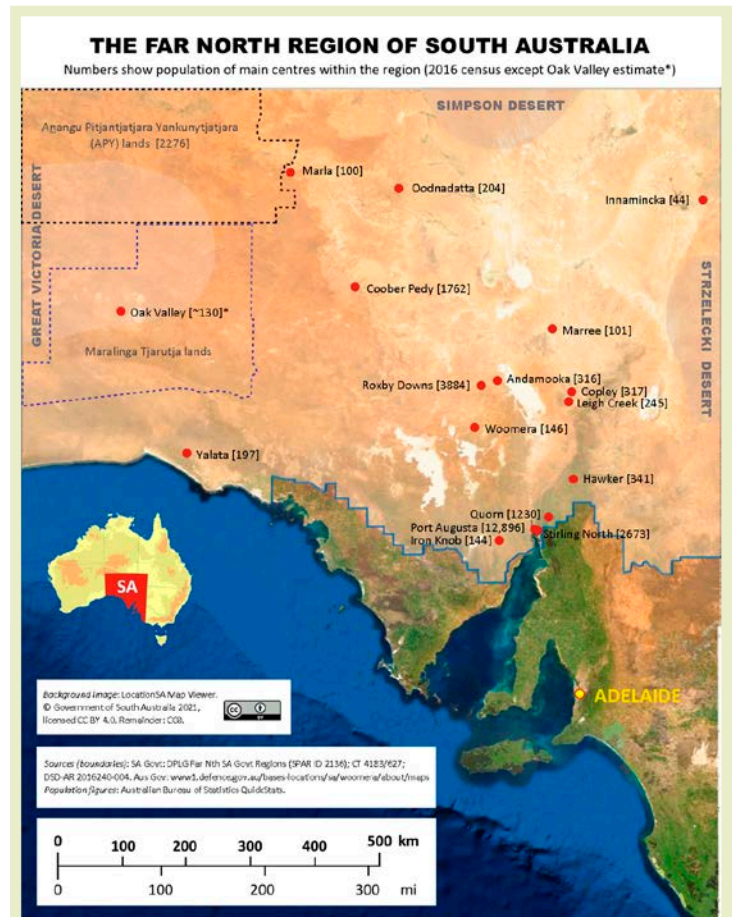 THE FAR NORTH REGION OF SOUTH AUSTRALIA
Numbers show population of main centres within the region (2016 census except Oak Valley estimate*)
SIMPSON DESERT
Anangu Pitjantjatjara Yankunytjatjara
(APY) lands [2276]
Marla [100]
Oodnadatta [204]
Innamincka [44]
GREAT VICTORIA DESERT
STRZELECKI DESERT
Coober Pedy [1762]
Oak Valley [~130]*
Marree [101]
Maralinga Tjarutja lands
Andamooka [316]
Roxby Downs [3884]
Copley [317]
Leigh Creek [245]
Woomera [146]
Yalata [197]
Hawker [341]
Quorn [1230]
Port Augusta [12,896]
Stirling North [2673]
Iron Knob [144]
SA
ADELAIDE
Background image: LocationSA Map Viewer.
© Government of South Australia 2021,
licensed CC BY 4.0. Remainder: CC0.
cc
BY
Sources (boundaries): SA Govt: DPLG Far Nth SA Govt Regions (SPAR ID 2136); CT 4183/627;
DSD-AR 2016240-004. Aus Gov: www1.defence.gov.au/bases-locations/sa/woomera/about/maps
Population figures: Australian Bureau of Statistics QuickStats.
0 100 200 300 400 500 km
0 100 200 300 mi